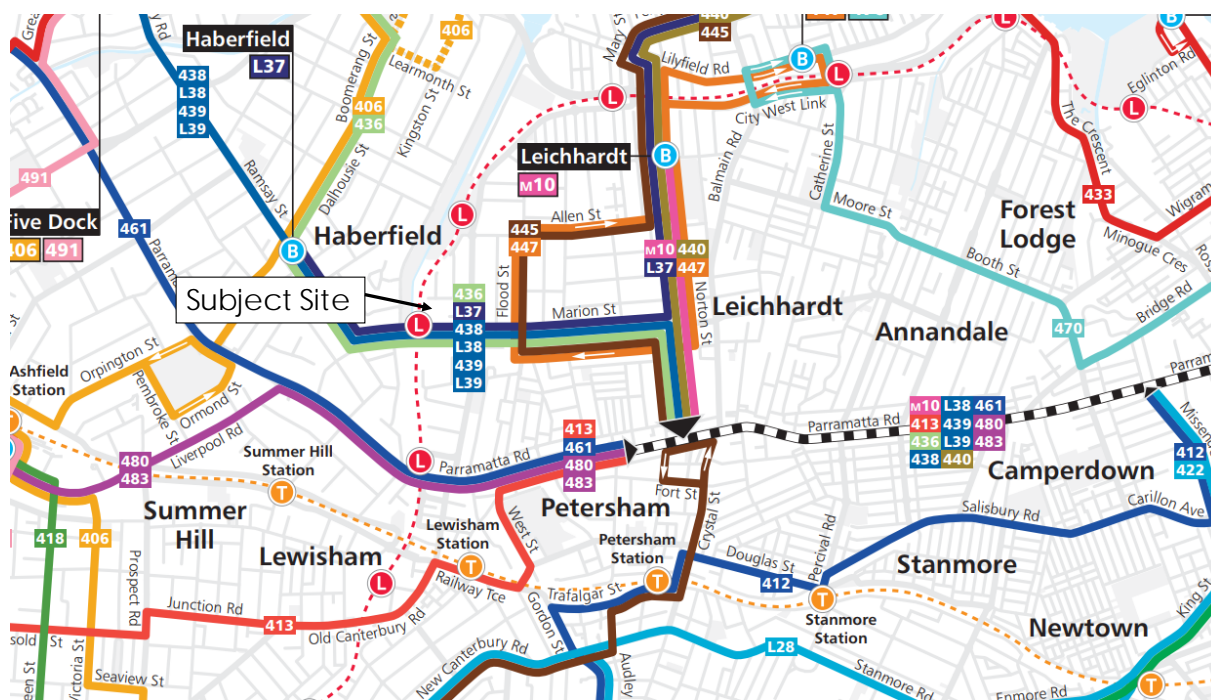 Haberfield
L37
Boomerang St
406
Learmonth St
Kingston St
Mary St
440
445
Lilyfield Rd
B
L
City West Link
Eglinton Rd
B
L
438
L38
439
L39
406
436
Dalhousie St
Ramsay St
L
Leichhardt
M10
B
Balmain Rd
Catherine St
The Crescent
L
433
Wigram
Moore St
Forest
Lodge
Minogue Cres
Booth St
Bridge Rd
491
Five Dock
406 491
461
B
Haberfield
L
445
447
Allen St
M10 440
L37 447
Norton St
Leichhardt
Annandale
470
Subject Site
436
L37
438
L38
439
L39
Flood St
Marion St
L
Ashfield
Station
Orpington St
Pembroke St
Ormond St
Liverpool Rd
480
483
Summer Hill
Station
T
L
Parramatta Rd
413
461
480
483
Parramatta Rd
M10 L38 461
413 439 480
436 L39 483
438 440
412
422
Camperdown
Carillon Ave
Salisbury Rd
Summer
Hill
Lewisham
Lewisham
Station
T
West St
Petersham
Fort St
Crystal St
Petersham
Station
T
Douglas St
412
Percival Rd
Stanmore
Stanmore
Station
T
King St
Newtown
T
418
406
Prospect Rd
Junction Rd
413
Old Canterbury Rd
L
Railway Tce
Gordon St
Trafalgar St
Audley
New Canterbury Rd
L28
Stanmore Rd
Enmore Rd
Victoria St
Seaview St